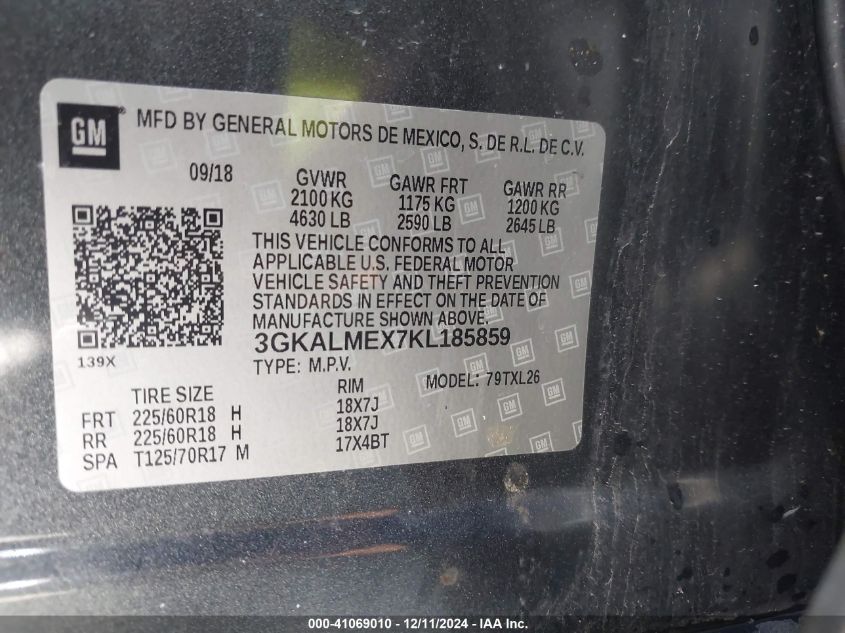 GM® MFD BY GENERAL MOTORS DE MEXICO, S. DE R.L. DE C.V.
09/18 GVWR GAWR FRT GAWR RR
2100 KG 1175 KG 1200 KG
4630 LB 2590 LB 2645 LB
THIS VEHICLE CONFORMS TO ALL
APPLICABLE U.S. FEDERAL MOTOR
VEHICLE SAFETY AND THEFT PREVENTION
STANDARDS IN EFFECT ON THE DATE OF
MANUFACTURE SHOWN ABOVE.
139X
3GKALMEX7KL185859
TYPE: M.P.V. MODEL: 79TXL26
TIRE SIZE RIM
FRT 225/60R18 H 18X7J
RR 225/60R18 H 18X7J
SPA T125/70R17 M 17X4BT
000-41069010 - 12/11/2024 - IAA Inc.